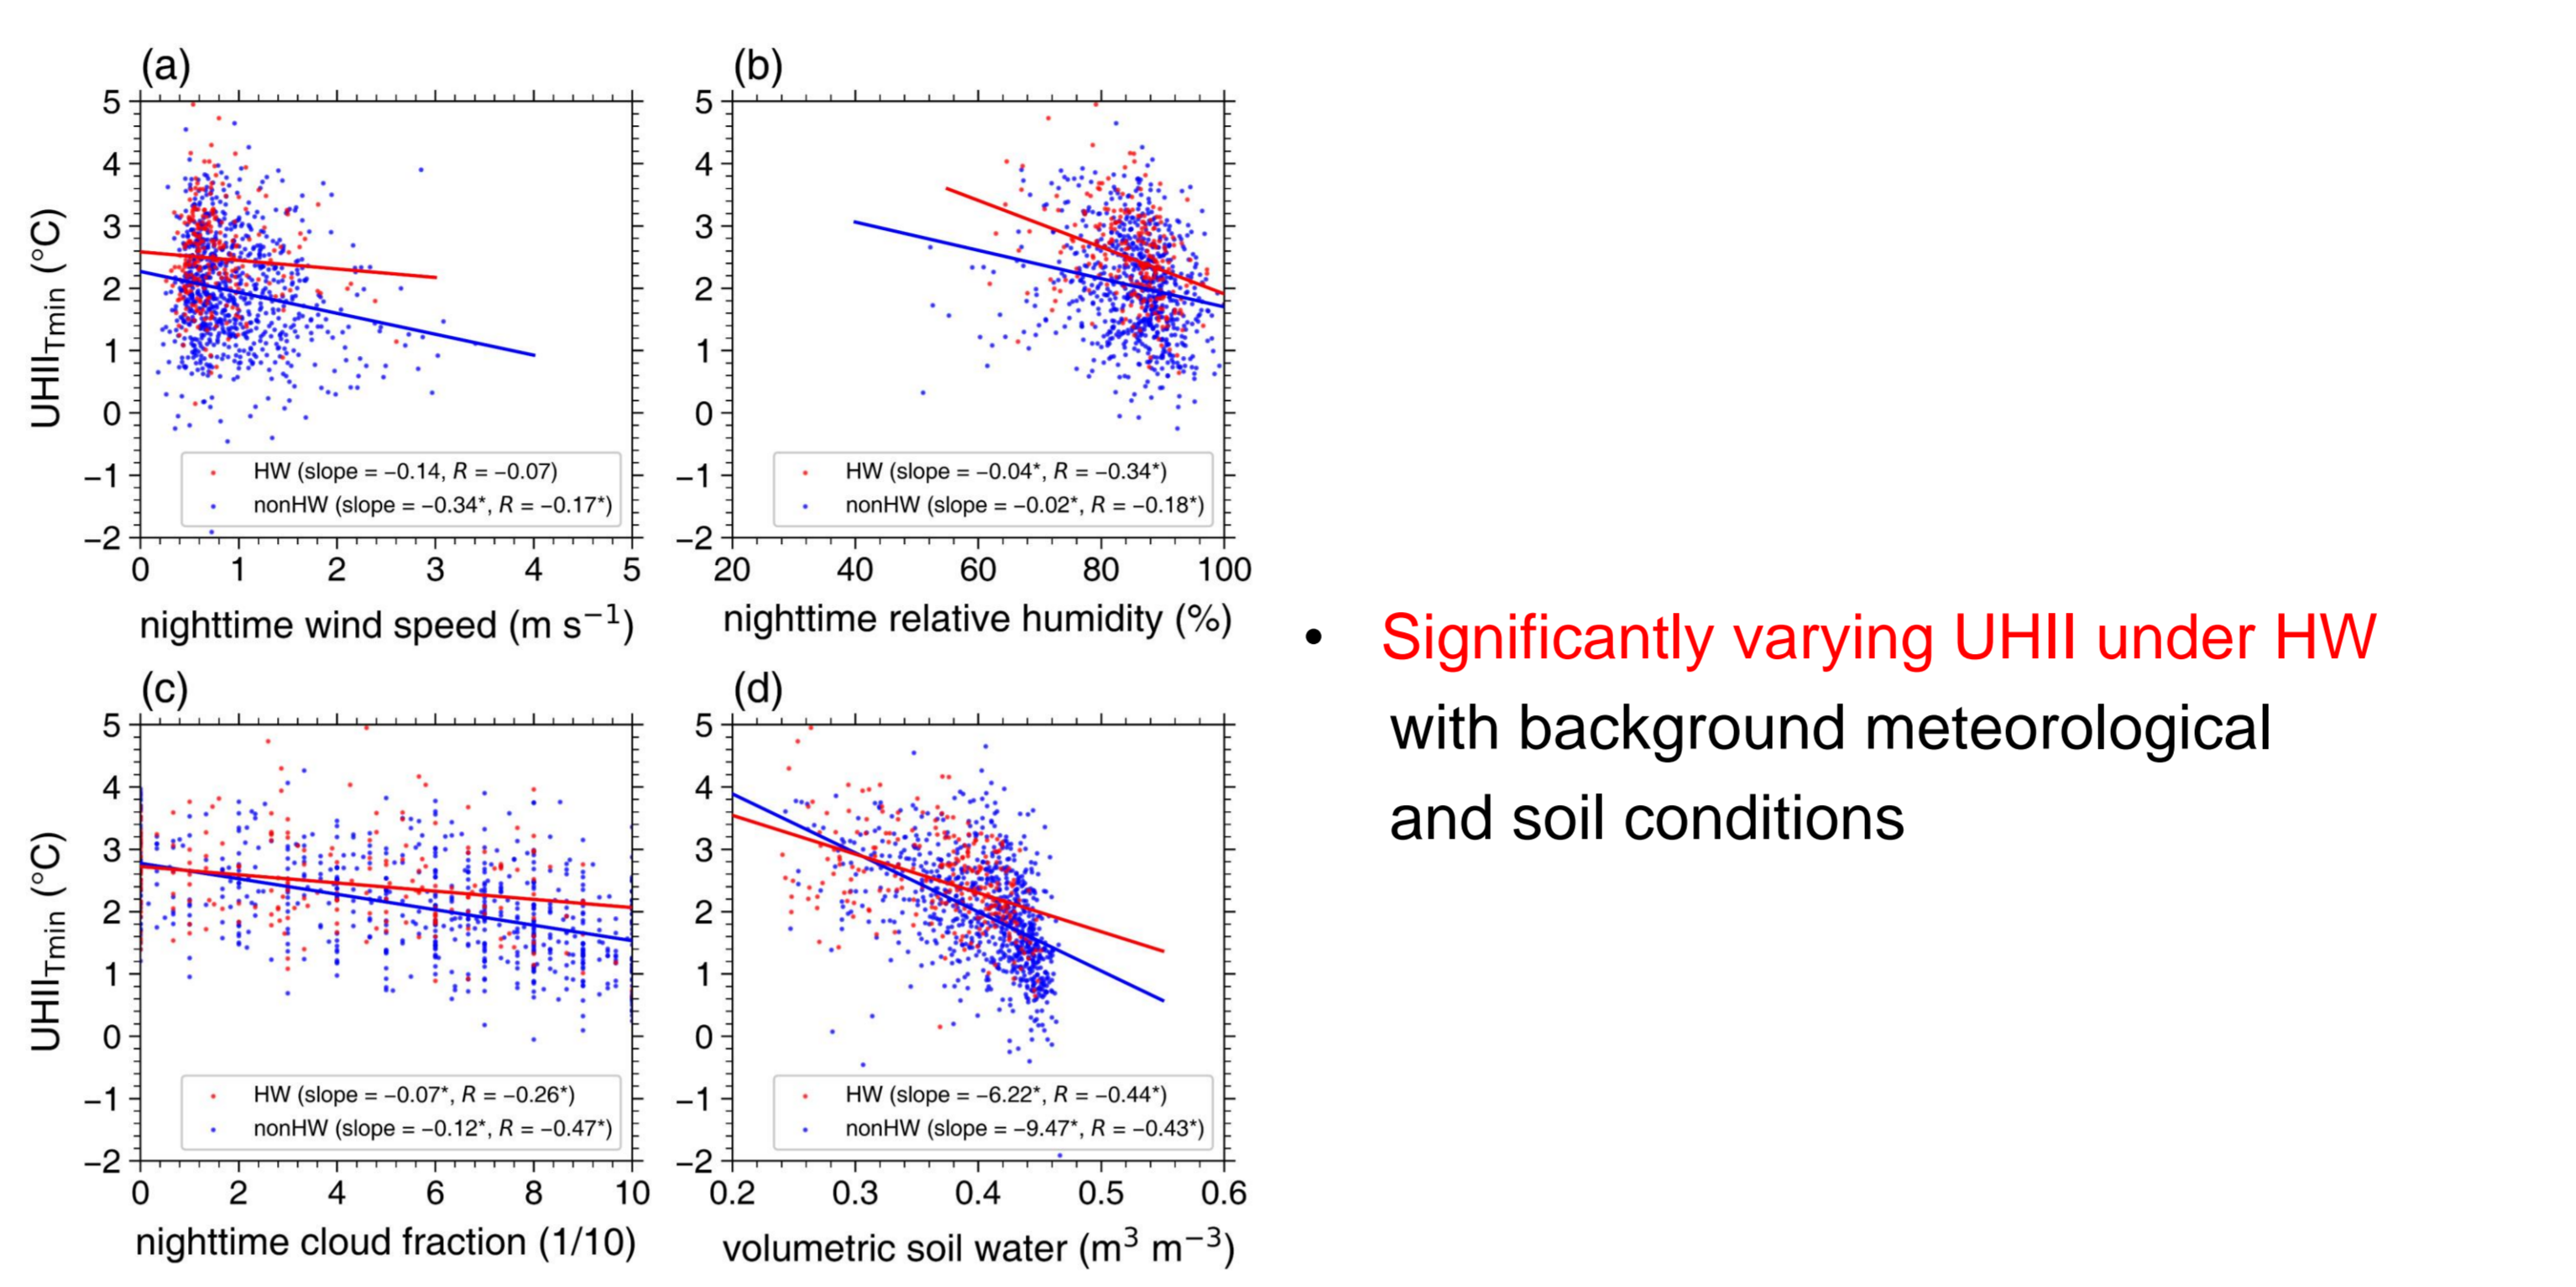 (a)
5
4
3
2
1
0
−1
−2
UHII_Tmin (°C)
HW (slope = −0.14, R = −0.07)
nonHW (slope = −0.34*, R = −0.17*)
0 1 2 3 4 5
nighttime wind speed (m s⁻¹)
(b)
5
4
3
2
1
0
−1
−2
HW (slope = −0.04*, R = −0.34*)
nonHW (slope = −0.02*, R = −0.18*)
20 40 60 80 100
nighttime relative humidity (%)
(c)
5
4
3
2
1
0
−1
−2
UHII_Tmin (°C)
HW (slope = −0.07*, R = −0.26*)
nonHW (slope = −0.12*, R = −0.47*)
0 2 4 6 8 10
nighttime cloud fraction (1/10)
(d)
5
4
3
2
1
0
−1
−2
HW (slope = −6.22*, R = −0.44*)
nonHW (slope = −9.47*, R = −0.43*)
0.2 0.3 0.4 0.5 0.6
volumetric soil water (m³ m⁻³)
• Significantly varying UHII under HW
with background meteorological
and soil conditions